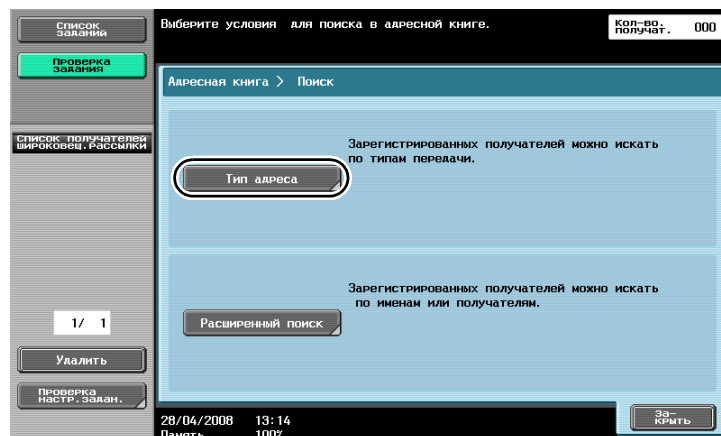 Список
заданий
Проверка
задания
Список получателей
широковещ.рассылки
1/ 1
Удалить
Проверка
настр.задан.
Выберите условия для поиска в адресной книге.
Кол-во.
получат. 000
Адресная книга > Поиск
Зарегистрированных получателей можно искать
по типам передачи.
Тип адреса
Зарегистрированных получателей можно искать
по именам или получателям.
Расширенный поиск
28/04/2008 13:14
Память 100%
За-
крыть